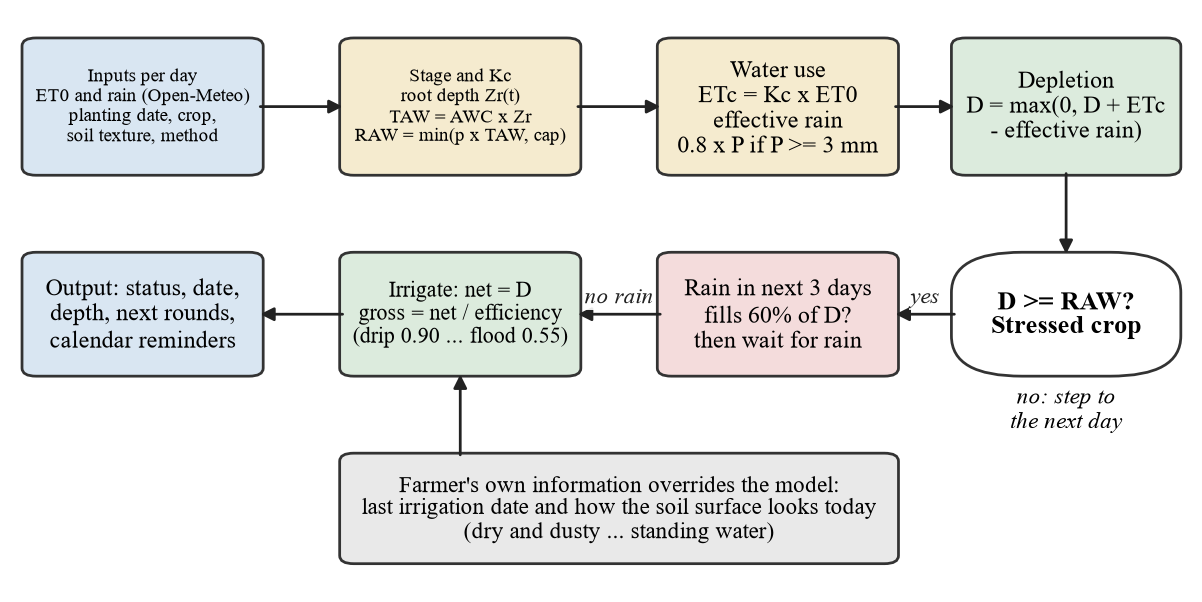 Inputs per day
ET0 and rain (Open-Meteo)
planting date, crop,
soil texture, method
Stage and Kc
root depth Zr(t)
TAW = AWC x Zr
RAW = min(p x TAW, cap)
Water use
ETc = Kc x ET0
effective rain
0.8 x P if P >= 3 mm
Depletion
D = max(0, D + ETc
- effective rain)
Output: status, date,
depth, next rounds,
calendar reminders
Irrigate: net = D
gross = net / efficiency
(drip 0.90 ... flood 0.55)
no rain
Rain in next 3 days
fills 60% of D?
then wait for rain
yes
D >= RAW?
Stressed crop
no: step to
the next day
Farmer's own information overrides the model:
last irrigation date and how the soil surface looks today
(dry and dusty ... standing water)